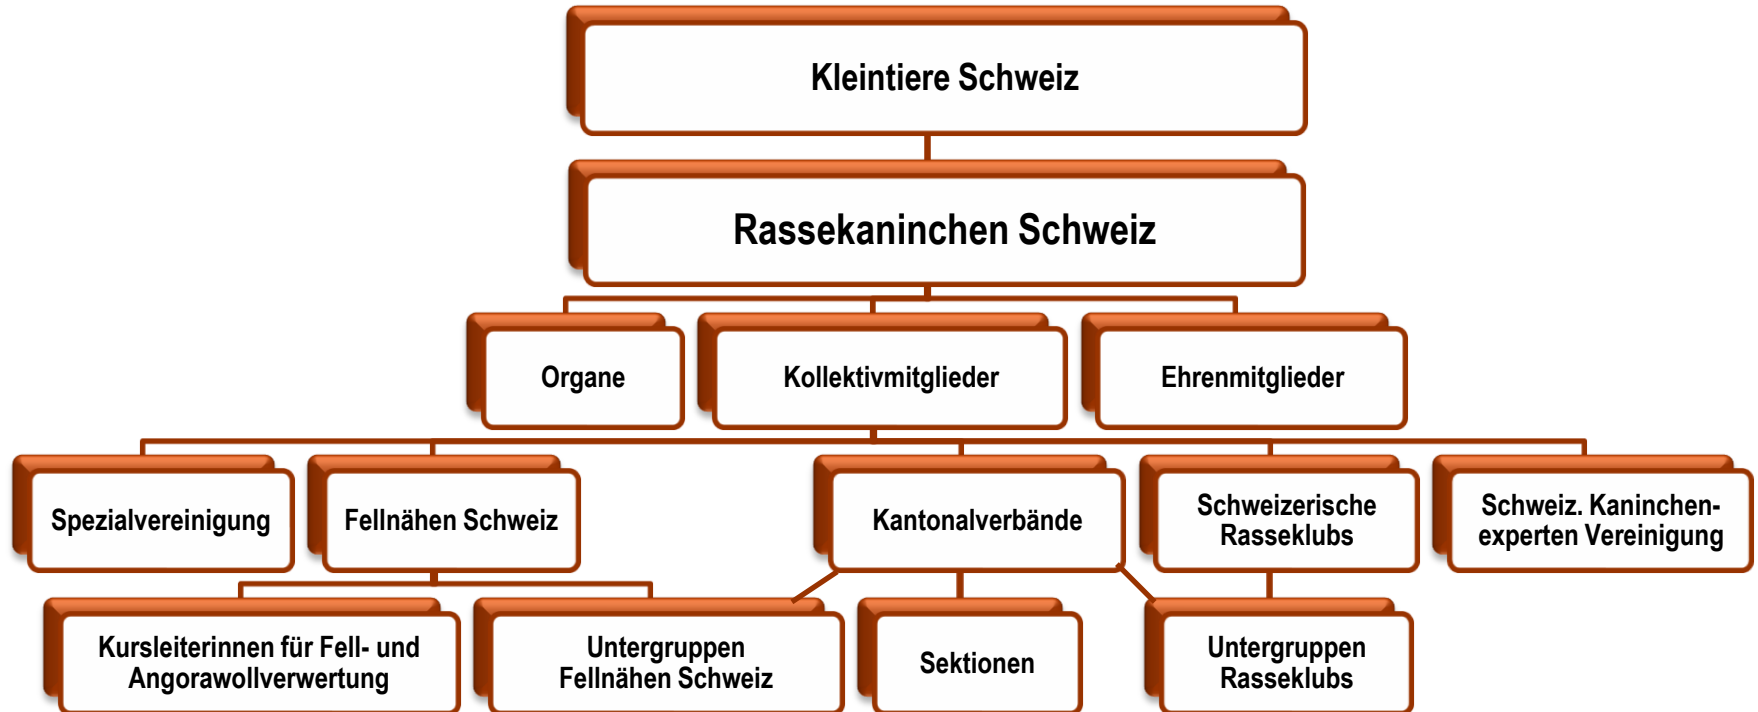 Kleintiere Schweiz
Rassekaninchen Schweiz
Organe
Kollektivmitglieder
Ehrenmitglieder
Spezialvereinigung
Fellnähen Schweiz
Kantonalverbände
Schweizerische
Rasseklubs
Schweiz. Kaninchen-
experten Vereinigung
Kursleiterinnen für Fell- und
Angorawollverwertung
Untergruppen
Fellnähen Schweiz
Sektionen
Untergruppen
Rasseklubs